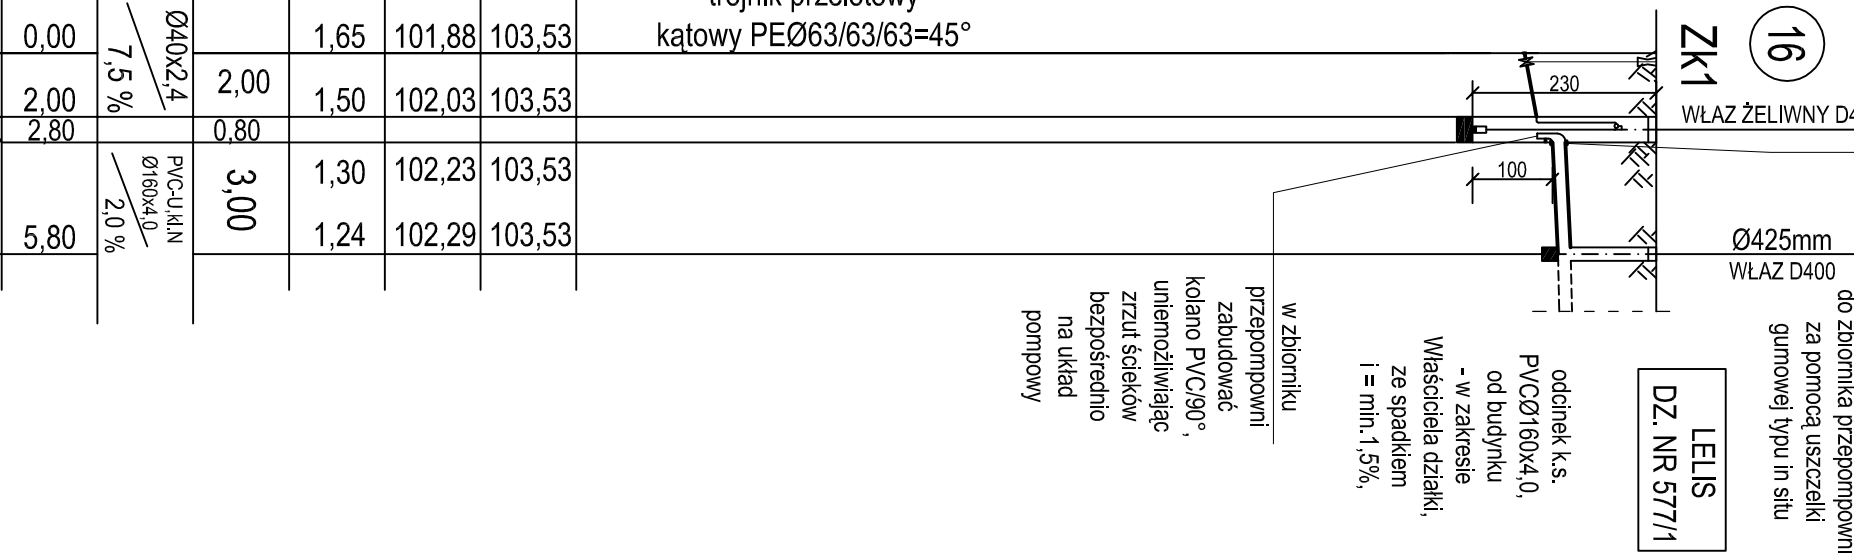 trójnik przelotowy
kątowy PEØ63/63/63=45°
0,00
Ø40x2,4
7,5 %
1,65 101,88 103,53
2,00
2,00
1,50 102,03 103,53
2,80
0,80
PVC-U,kl.N
Ø160x4,0
2,0 %
3,00
1,30 102,23 103,53
5,80
1,24 102,29 103,53
230
100
16
Zk1
WŁAZ ŻELIWNY D4
Ø425mm
WŁAZ D400
do zbiornika przepompowni
za pomocą uszczelki
gumowej typu in situ
LELIS
DZ. NR 577/1
odcinek k.s.
PVCØ160x4,0,
od budynku
- w zakresie
Właściciela działki,
ze spadkiem
i = min.1,5%,
w zbiorniku
przepompowni
zabudować
kolano PVC/90°,
uniemożliwiając
zrzut ścieków
bezpośrednio
na układ
pompowy